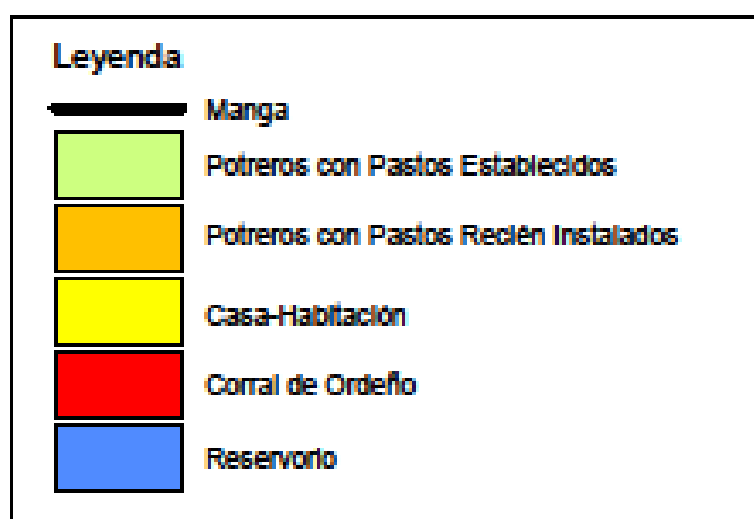 Leyenda
Manga
Potreros con Pastos Establecidos
Potreros con Pastos Recién Instalados
Casa-Habitación
Corral de Ordeño
Reservorio